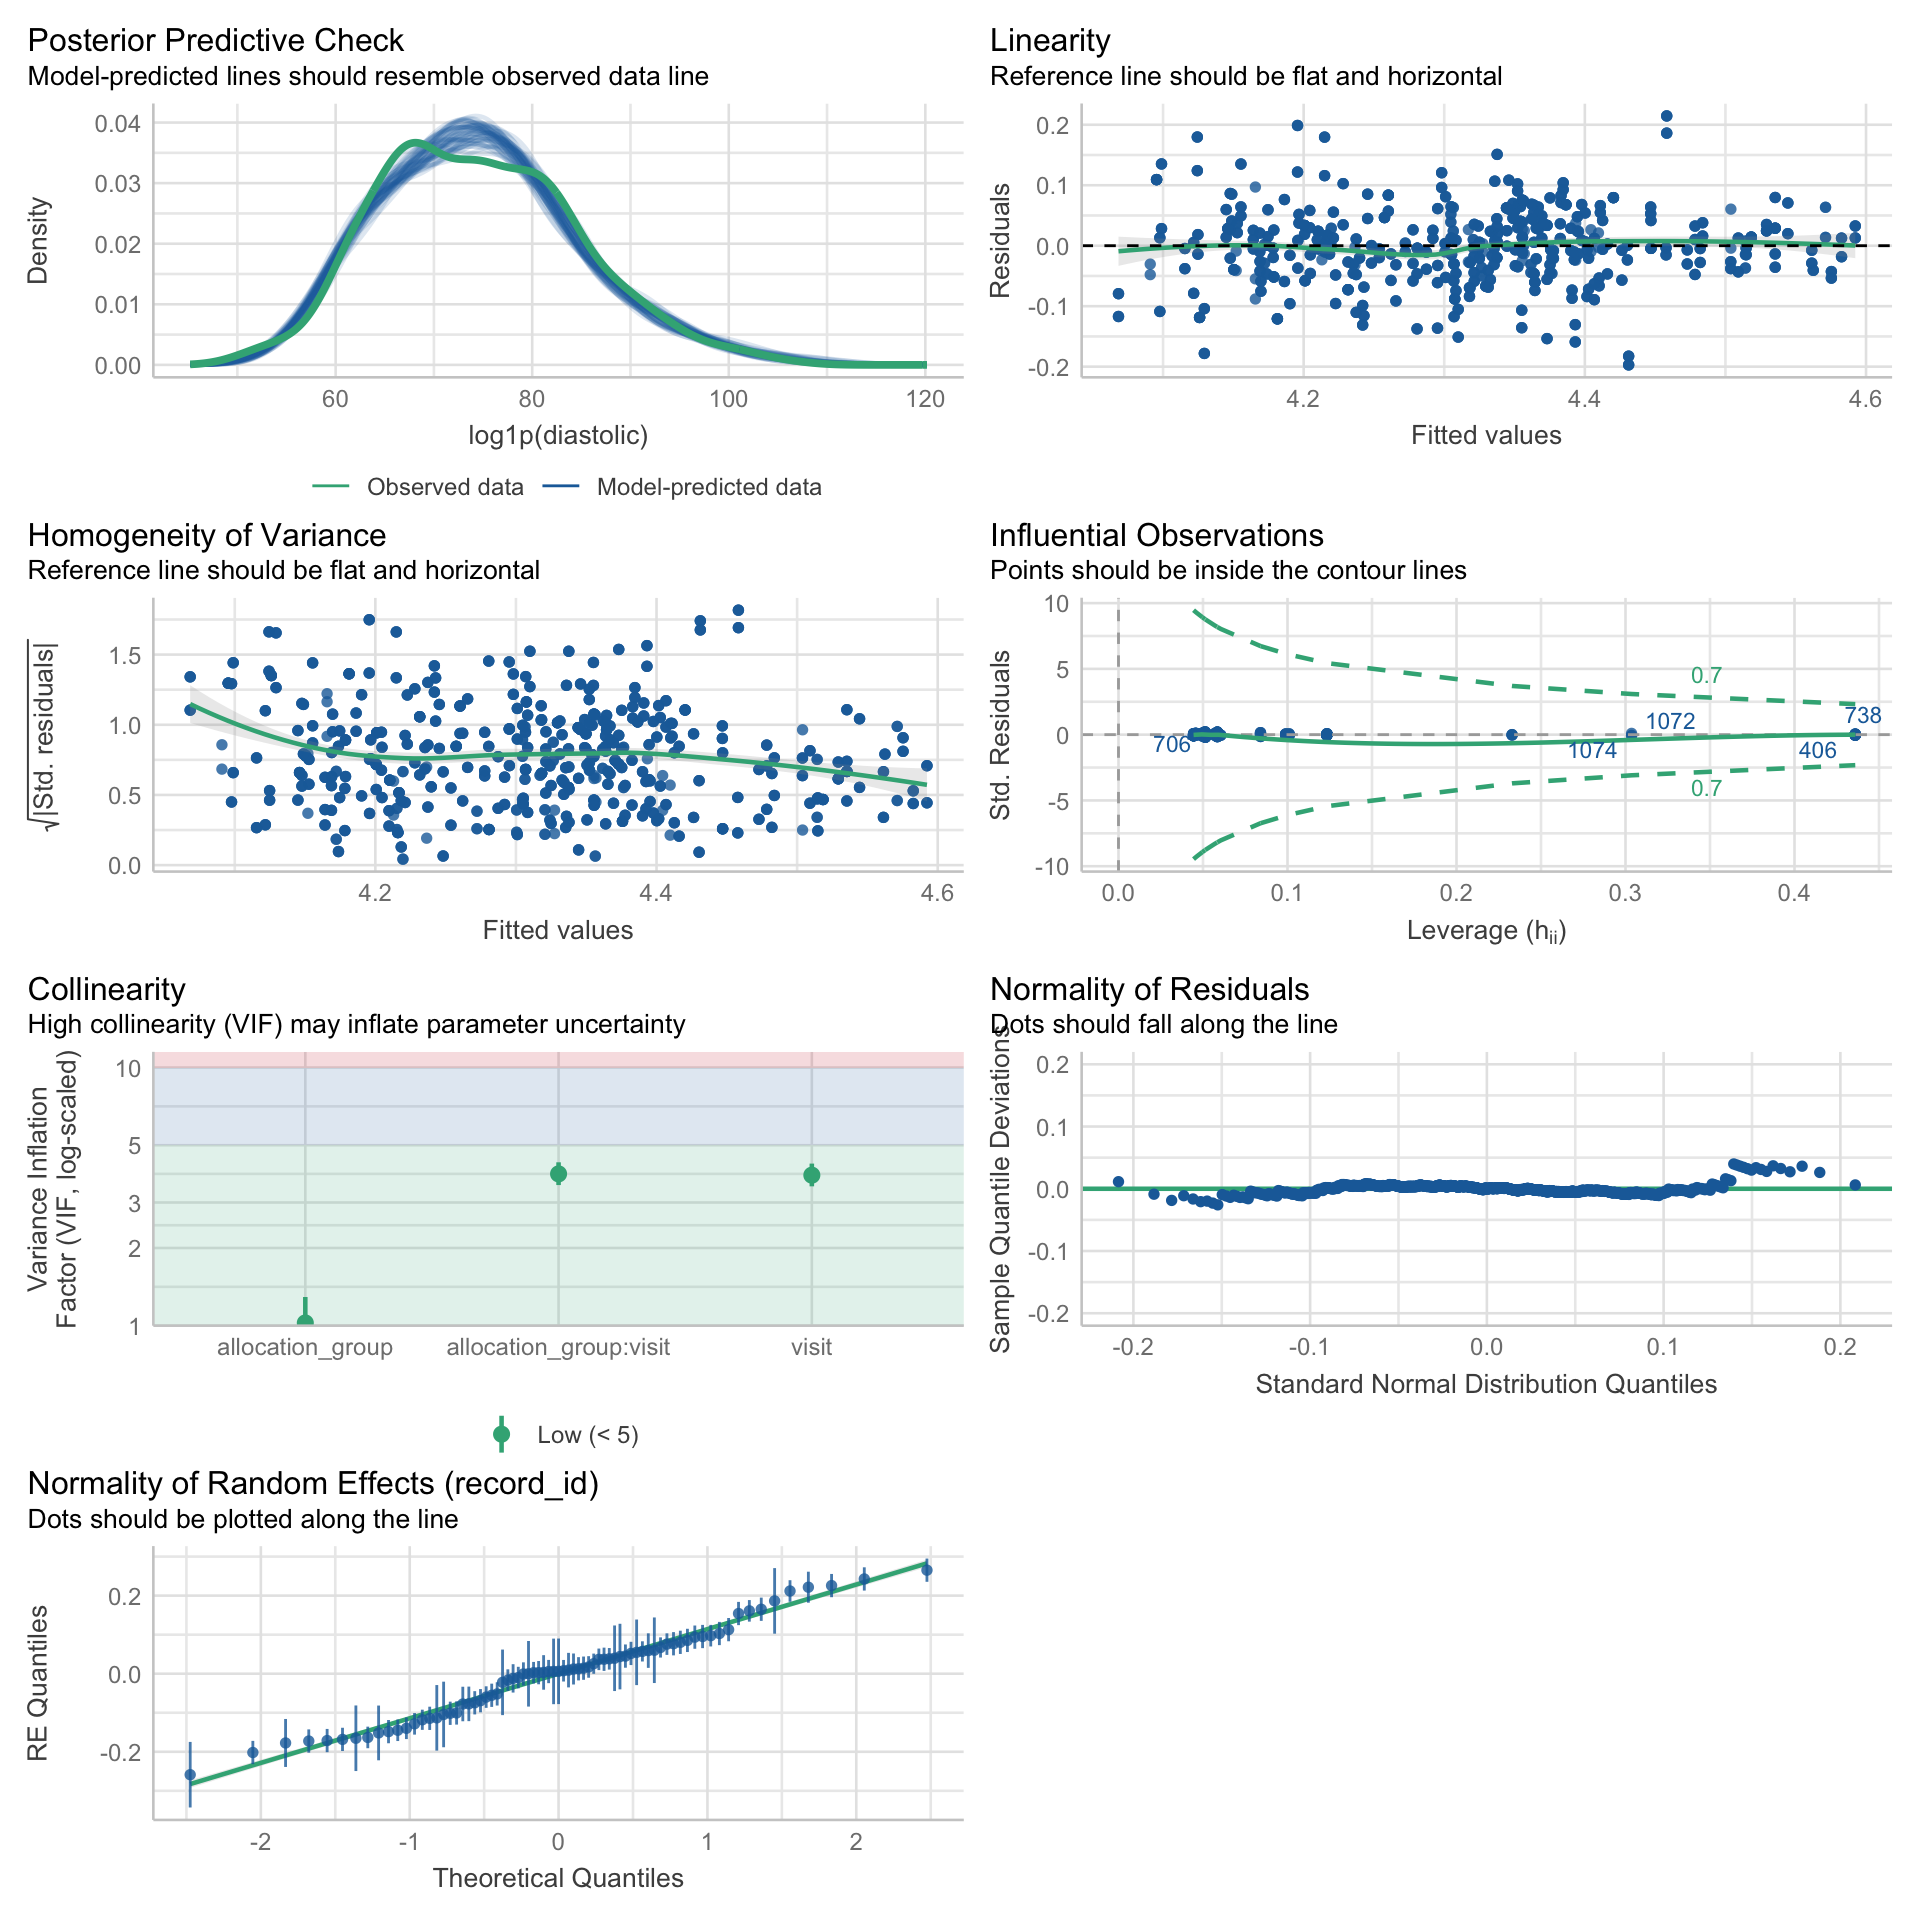 Posterior Predictive Check
Model-predicted lines should resemble observed data line
0.04
0.03
0.02
0.01
0.00
Density
60
80
100
120
log1p(diastolic)
Observed data
Model-predicted data
Linearity
Reference line should be flat and horizontal
0.2
0.1
0.0
-0.1
-0.2
Residuals
4.2
4.4
4.6
Fitted values
Homogeneity of Variance
Reference line should be flat and horizontal
1.5
1.0
0.5
0.0
√|Std. residuals|
4.2
4.4
4.6
Fitted values
Influential Observations
Points should be inside the contour lines
10
5
0
-5
-10
Std. Residuals
0.7
1072
738
706
1074
406
0.7
0.0
0.1
0.2
0.3
0.4
Leverage (hii)
Collinearity
High collinearity (VIF) may inflate parameter uncertainty
10
5
3
2
1
Variance Inflation
Factor (VIF, log-scaled)
allocation_group
allocation_group:visit
visit
Low (< 5)
Normality of Residuals
Dots should fall along the line
0.2
0.1
0.0
-0.1
-0.2
Sample Quantile Deviations
-0.2
-0.1
0.0
0.1
0.2
Standard Normal Distribution Quantiles
Normality of Random Effects (record_id)
Dots should be plotted along the line
0.2
0.0
-0.2
RE Quantiles
-2
-1
0
1
2
Theoretical Quantiles